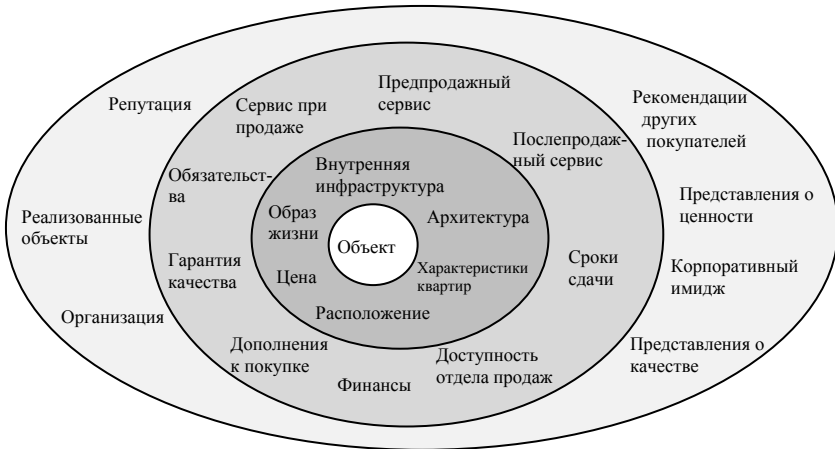 Репутация
Сервис при
продаже
Предпродажный
сервис
Рекомендации
других
покупателей
Послепродаж-
ный сервис
Обязательст-
ва
Внутренняя
инфраструктура
Представления о
ценности
Реализованные
объекты
Образ
жизни
Архитектура
Объект
Гарантия
качества
Цена
Характеристики
квартир
Сроки
сдачи
Корпоративный
имидж
Организация
Расположение
Дополнения
к покупке
Финансы
Доступность
отдела продаж
Представления о
качестве